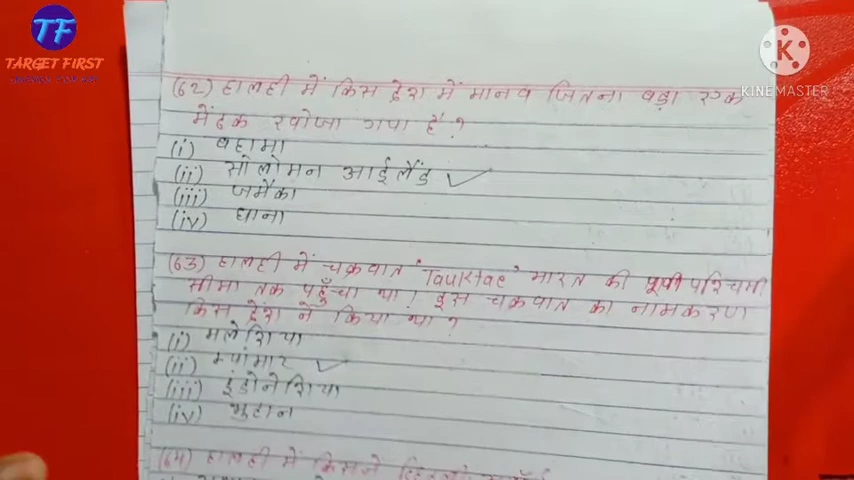 TF
TARGET FIRST
KINEMASTER
(62) हालही में किस देश में मानव जितना बड़ा एक
मेंढक खोजा गया है?
(i) बहामा
(ii) सोलोमन आईलैंड ✓
(iii) जमैका
(iv) घाना
(63) हालही में चक्रवात 'Tauktae' भारत की पश्चिमी
सीमा तक पहुँचा था! इस चक्रवात का नामकरण
किस देश ने किया था?
(i) मलेशिया
(ii) म्यांमार ✓
(iii) इंडोनेशिया
(iv) भुटान
(64) हालही में किसने